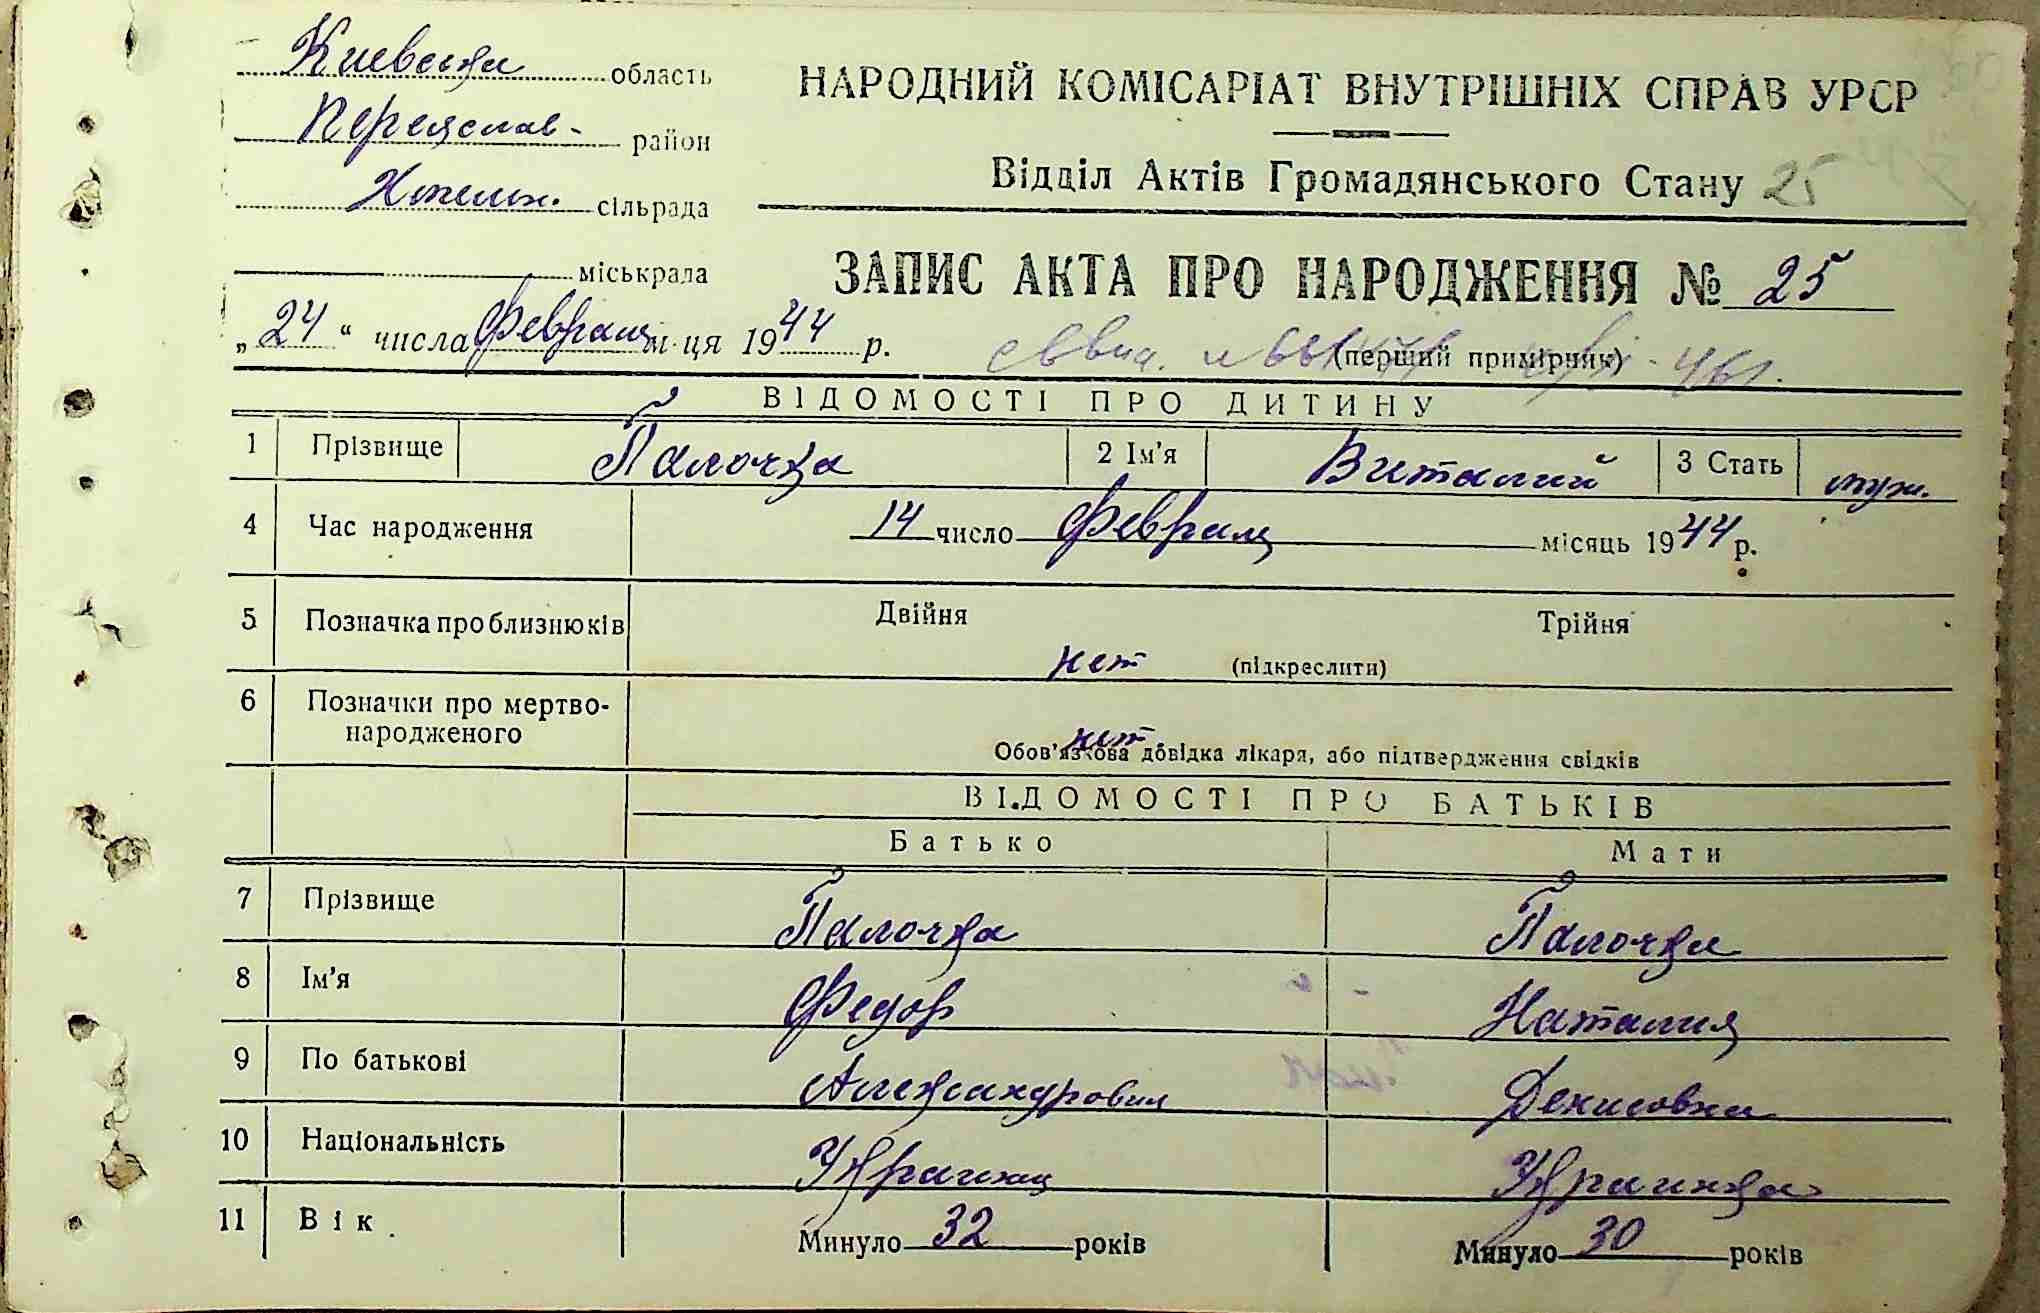 Киевская область
Переяслав- район
Хмельн. сільрада
міськрала
НАРОДНИЙ КОМІСАРІАТ ВНУТРІШНІХ СПРАВ УРСР
Відділ Актів Громадянського Стану 25
ЗАПИС АКТА ПРО НАРОДЖЕННЯ № 25
„24“ числа Февраля м-ця 1944 р.
(перший примірник)
ВІДОМОСТІ ПРО ДИТИНУ
1 Прізвище Палочка 2 Ім'я Виталий 3 Стать муж.
4 Час народження 14 число Февраля місяць 1944 р.
5 Позначка про близнюків Двійня Трійня
нет (підкреслити)
6 Позначки про мертво-
народженого
нет
Обов'язкова довідка лікаря, або підтвердження свідків
ВІДОМОСТІ ПРО БАТЬКІВ
Батько Мати
7 Прізвище Палочка Палочка
8 Ім'я Федор Наталия
9 По батькові Александрович Денисовна
10 Національність Украинец Украинка
11 Вік Минуло 32 років Минуло 30 років